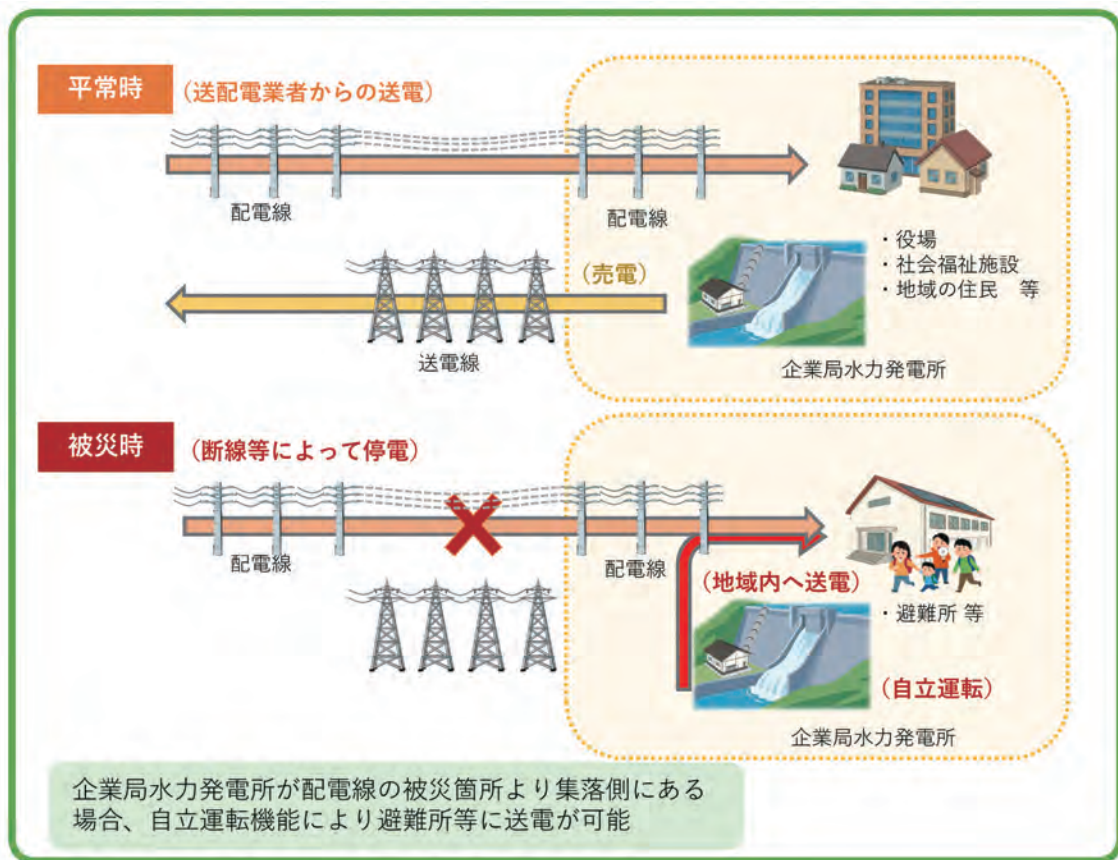 平常時
(送配電業者からの送電)
配電線
配電線
・役場
・社会福祉施設
・地域の住民　等
(売電)
送電線
企業局水力発電所
被災時
(断線等によって停電)
配電線
配電線
(地域内へ送電)
・避難所 等
(自立運転)
企業局水力発電所
企業局水力発電所が配電線の被災箇所より集落側にある
場合、自立運転機能により避難所等に送電が可能